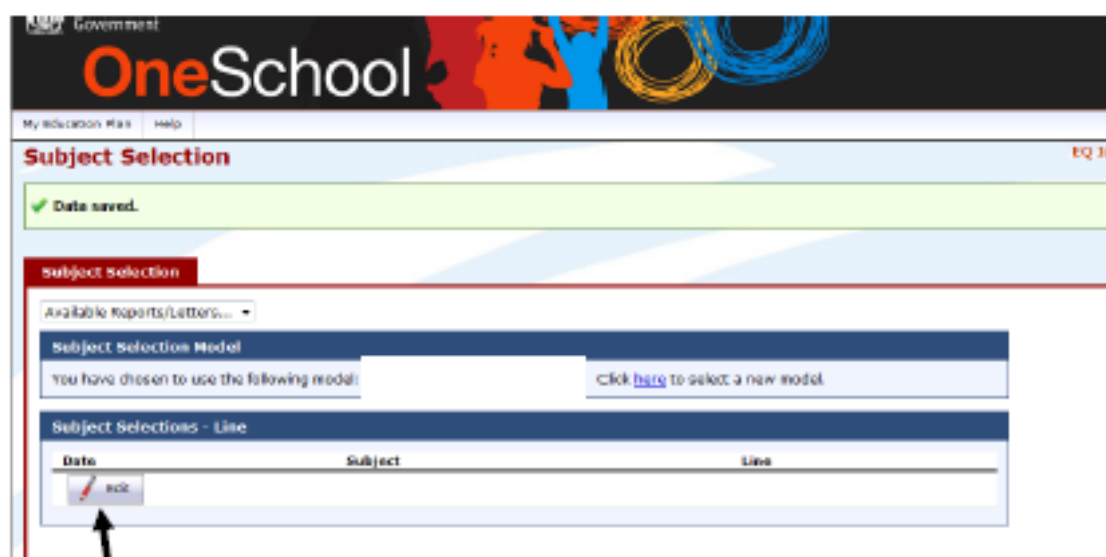 Government
OneSchool
My Education Plan Help
Subject Selection
EQ
Data saved.
Subject Selection
Available Reports/Letters...
Subject Selection Model
You have chosen to use the following model: Click here to select a new model.
Subject Selections - Line
Date Subject Line
Edit